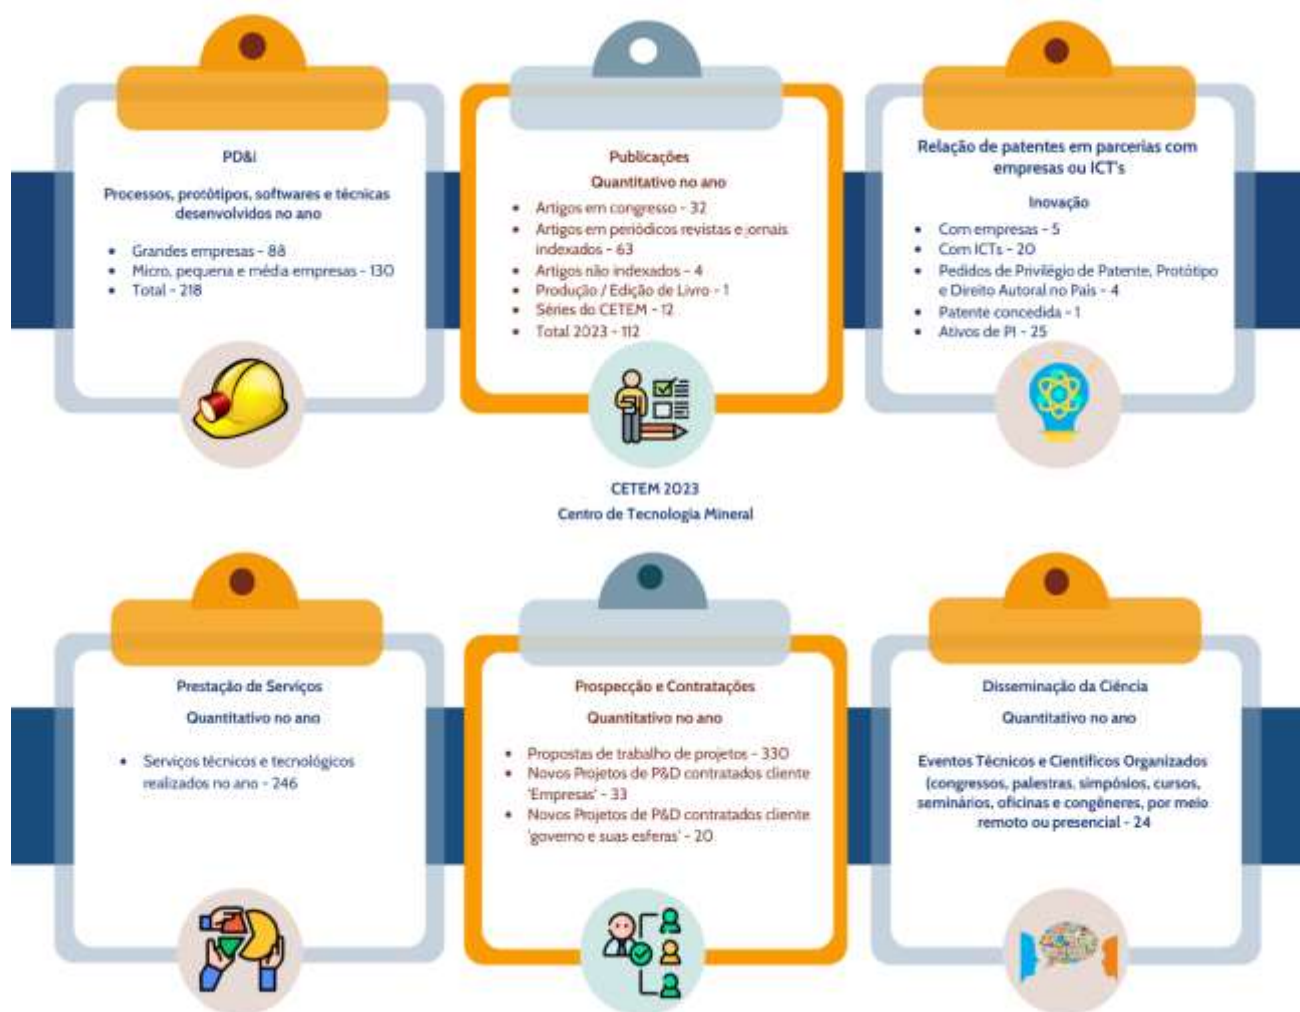 PD&I
Processos, protótipos, softwares e técnicas
desenvolvidos no ano
• Grandes empresas - 88
• Micro, pequena e média empresas - 130
• Total - 218
Publicações
Quantitativo no ano
• Artigos em congresso - 32
• Artigos em periódicos revistas e jornais
indexados - 63
• Artigos não indexados - 4
• Produção / Edição de Livro - 1
• Séries do CETEM - 12
• Total 2023 - 112
Relação de patentes em parcerias com
empresas ou ICT's
Inovação
• Com empresas - 5
• Com ICTs - 20
• Pedidos de Privilégio de Patente, Protótipo
e Direito Autoral no País - 4
• Patente concedida - 1
• Ativos de PI - 25
CETEM 2023
Centro de Tecnologia Mineral
Prestação de Serviços
Quantitativo no ano
• Serviços técnicos e tecnológicos
realizados no ano - 246
Prospecção e Contratações
Quantitativo no ano
• Propostas de trabalho de projetos - 330
• Novos Projetos de P&D contratados cliente
'Empresas' - 33
• Novos Projetos de P&D contratados cliente
'governo e suas esferas' - 20
Disseminação da Ciência
Quantitativo no ano
Eventos Técnicos e Científicos Organizados
(congressos, palestras, simpósios, cursos,
seminários, oficinas e congêneres, por meio
remoto ou presencial - 24